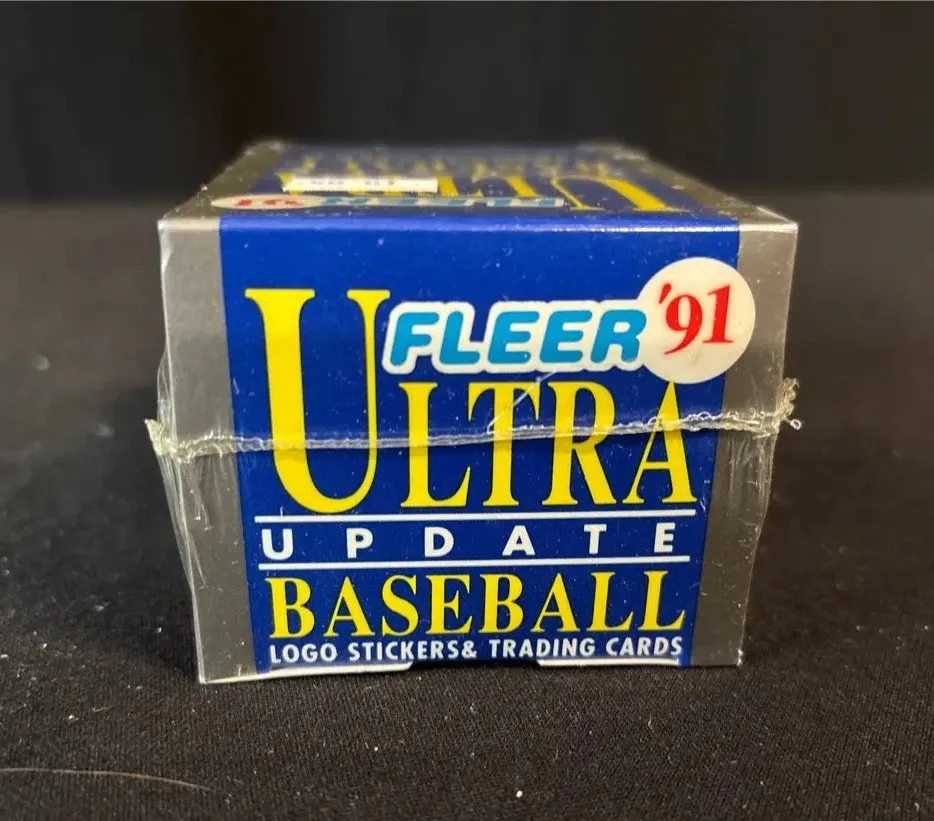 FLEER '91
ULTRA
UPDATE
BASEBALL
LOGO STICKERS& TRADING CARDS